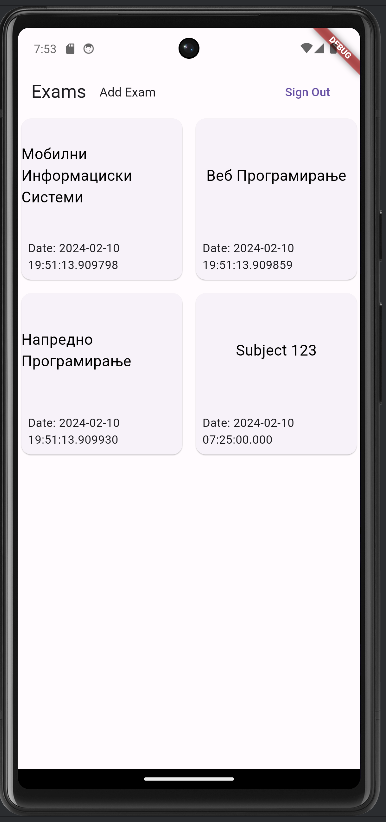 7:53
DEBUG
Exams Add Exam Sign Out
Мобилни
Информациски
Системи
Date: 2024-02-10
19:51:13.909798
Веб Програмирање
Date: 2024-02-10
19:51:13.909859
Напредно
Програмирање
Date: 2024-02-10
19:51:13.909930
Subject 123
Date: 2024-02-10
07:25:00.000